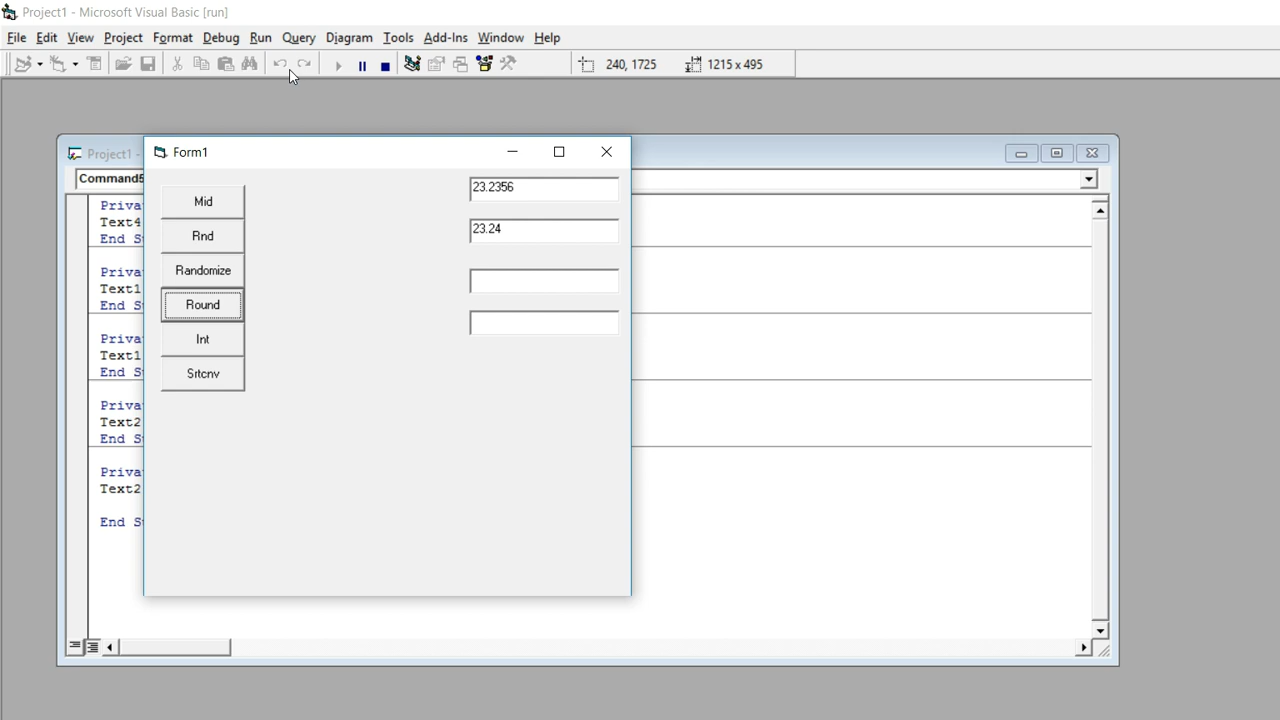 Project1 - Microsoft Visual Basic [run]
File Edit View Project Format Debug Run Query Diagram Tools Add-Ins Window Help
240, 1725 1215 x 495
Project1 -
Form1
Command5
Mid
Rnd
Randomize
Round
Int
Srtcnv
23.2356
23.24
Priva
Text4
End S
Priva
Text1
End S
Priva
Text1
End S
Priva
Text2
End S
Priva
Text2
End S